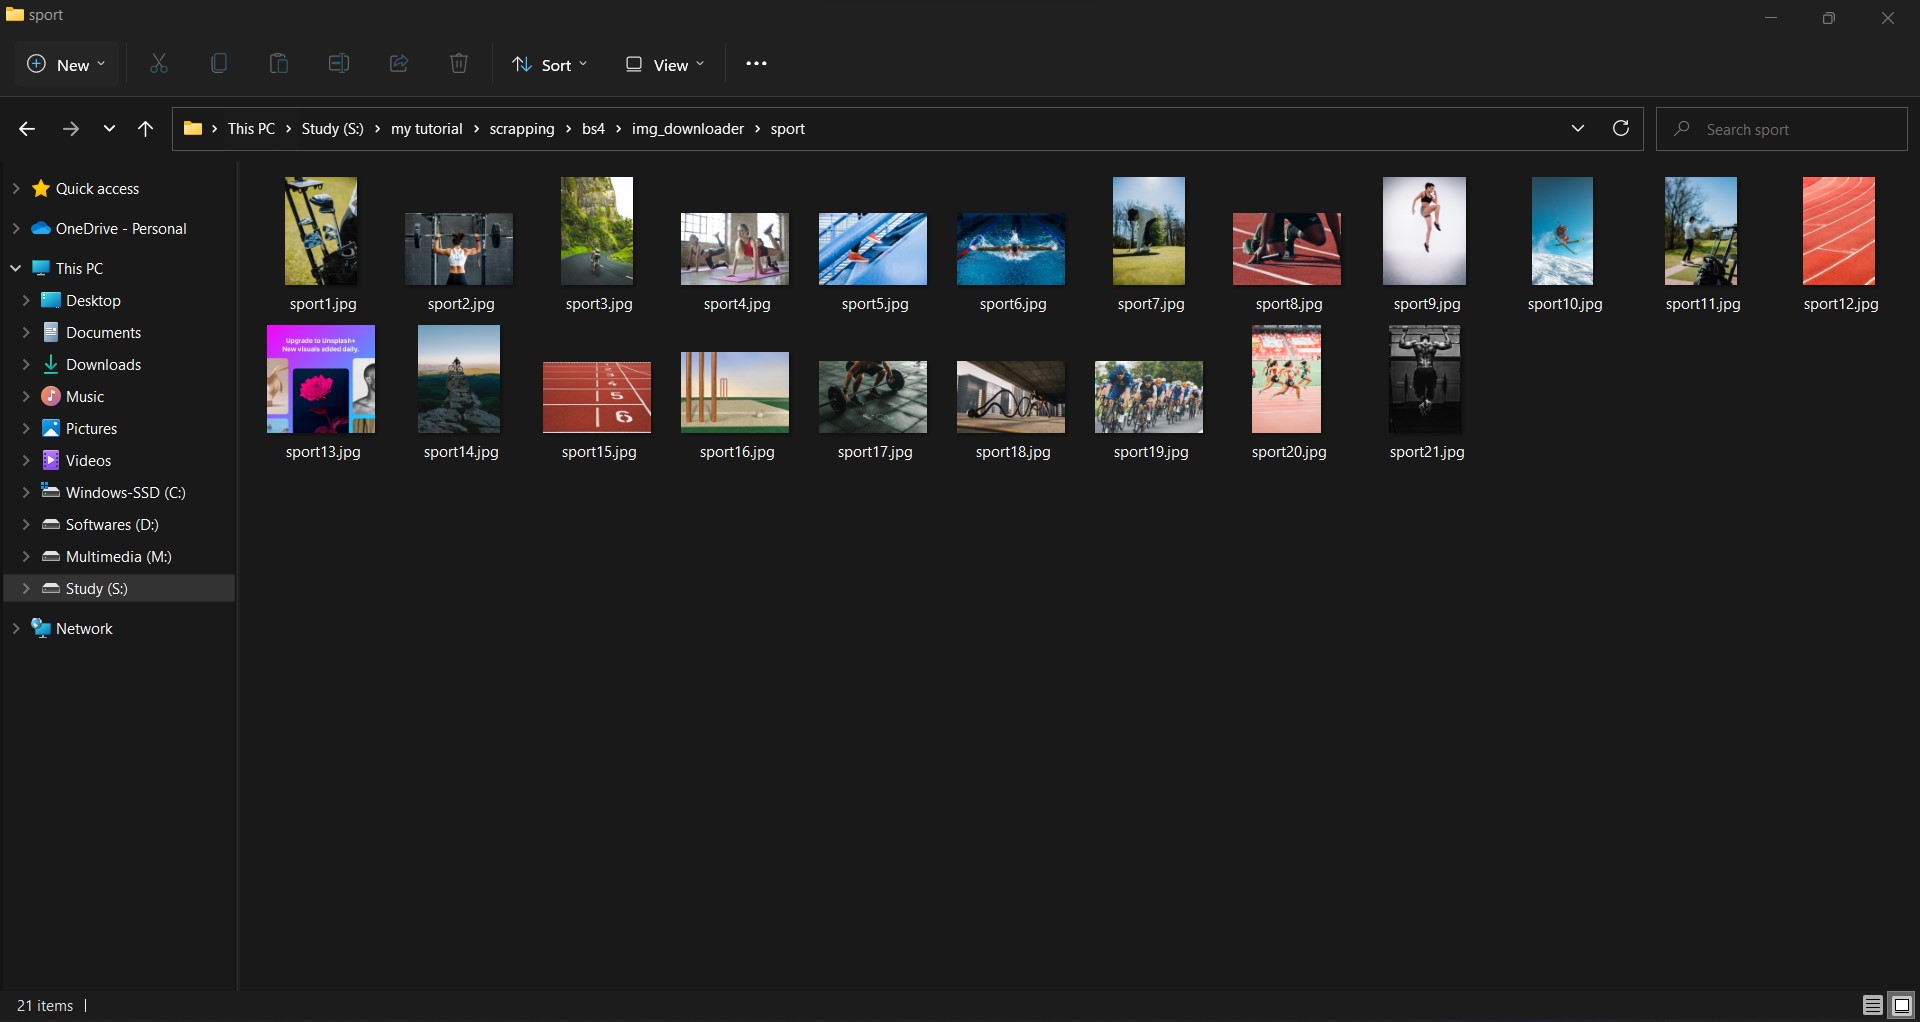 sport
New
Sort
View
This PC > Study (S:) > my tutorial > scrapping > bs4 > img_downloader > sport
Search sport
Quick access
OneDrive - Personal
This PC
Desktop
Documents
Downloads
Music
Pictures
Videos
Windows-SSD (C:)
Softwares (D:)
Multimedia (M:)
Study (S:)
Network
sport1.jpg
sport2.jpg
sport3.jpg
sport4.jpg
sport5.jpg
sport6.jpg
sport7.jpg
sport8.jpg
sport9.jpg
sport10.jpg
sport11.jpg
sport12.jpg
Upgrade to Unsplash+
New visuals added daily.
5
6
sport13.jpg
sport14.jpg
sport15.jpg
sport16.jpg
sport17.jpg
sport18.jpg
sport19.jpg
sport20.jpg
sport21.jpg
21 items